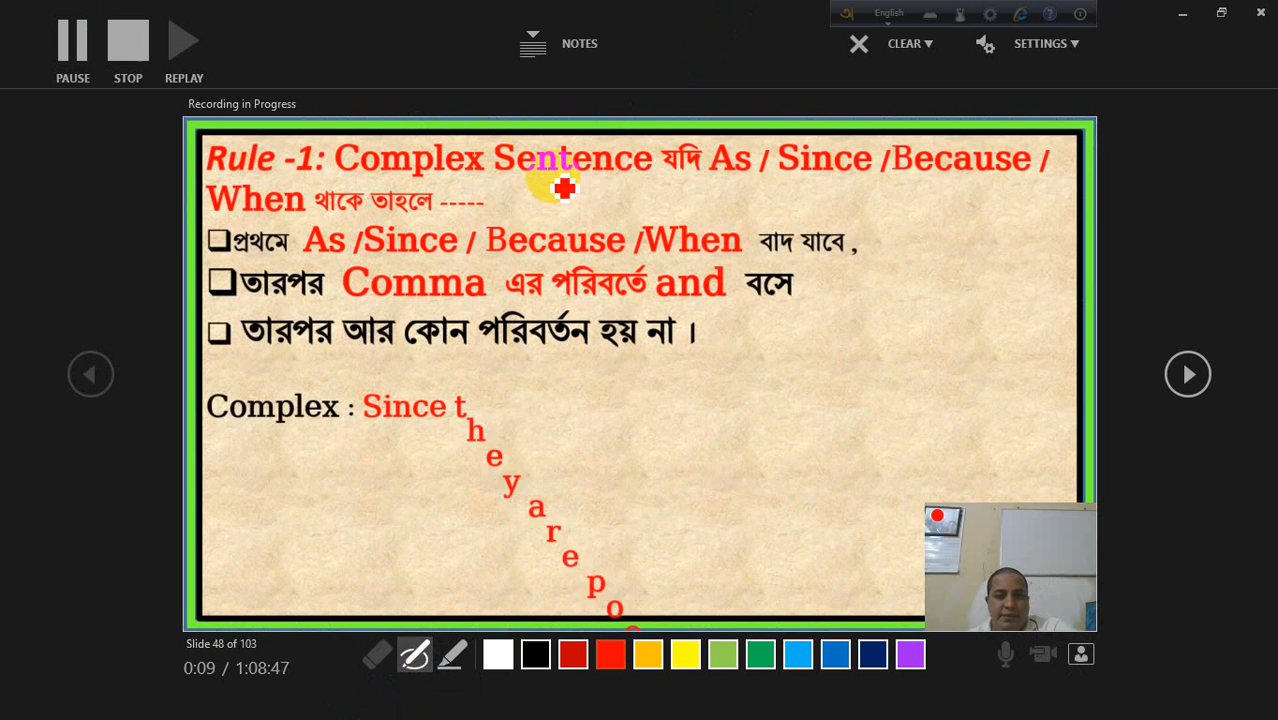 English
PAUSE STOP REPLAY
NOTES
CLEAR SETTINGS
Recording in Progress
Rule -1: Complex Sentence যদি As / Since /Because /
When থাকে তাহলে -----
❑প্রথমে As /Since / Because /When বাদ যাবে ,
❑তারপর Comma এর পরিবর্তে and বসে
❑ তারপর আর কোন পরিবর্তন হয় না ।
Complex : Since they are po
Slide 48 of 103
0:09 / 1:08:47